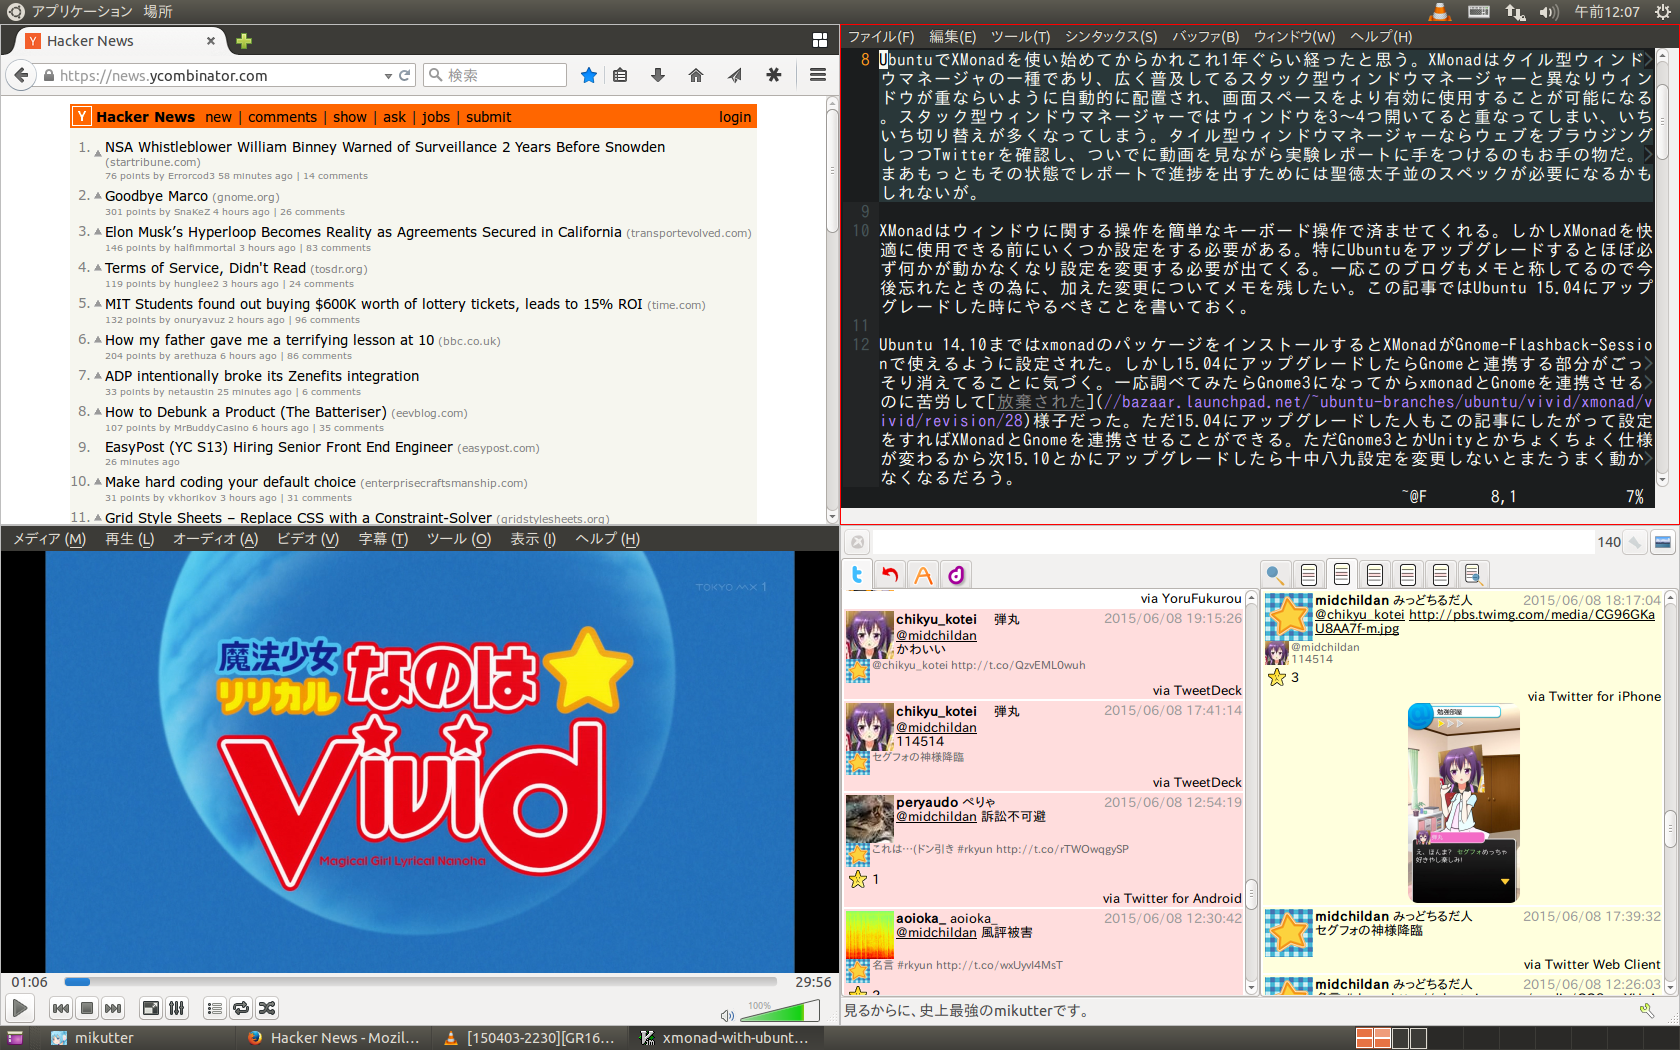 アプリケーション 場所
午前12:07
Hacker News
https://news.ycombinator.com
検索
Hacker News new | comments | show | ask | jobs | submit
login
1. NSA Whistleblower William Binney Warned of Surveillance 2 Years Before Snowden
(startribune.com)
76 points by Errorcod3 58 minutes ago | 14 comments
2. Goodbye Marco (gnome.org)
301 points by SnaKeZ 4 hours ago | 26 comments
3. Elon Musk’s Hyperloop Becomes Reality as Agreements Secured in California (transportevolved.com)
146 points by halfimmortal 3 hours ago | 83 comments
4. Terms of Service, Didn't Read (tosdr.org)
119 points by hunglee2 3 hours ago | 24 comments
5. MIT Students found out buying $600K worth of lottery tickets, leads to 15% ROI (time.com)
132 points by onuryavuz 2 hours ago | 96 comments
6. How my father gave me a terrifying lesson at 10 (bbc.co.uk)
204 points by arethuza 6 hours ago | 86 comments
7. ADP intentionally broke its Zenefits integration
33 points by netaustin 25 minutes ago | 6 comments
8. How to Debunk a Product (The Batteriser) (eevblog.com)
107 points by MrBuddyCasino 6 hours ago | 35 comments
9. EasyPost (YC S13) Hiring Senior Front End Engineer (easypost.com)
26 minutes ago
10. Make hard coding your default choice (enterprisecraftsmanship.com)
31 points by vkhorikov 3 hours ago | 31 comments
11. Grid Style Sheets – Replace CSS with a Constraint-Solver (gridstylesheets.org)
ファイル(F) 編集(E) ツール(T) シンタックス(S) バッファ(B) ウィンドウ(W) ヘルプ(H)
8 UbuntuでXMonadを使い始めてからかれこれ1年ぐらい経ったと思う。XMonadはタイル型ウィンド
ウマネージャの一種であり、広く普及してるスタック型ウィンドウマネージャーと異なりウィン
ドウが重ならいように自動的に配置され、画面スペースをより有効に使用することが可能になる
。スタック型ウィンドウマネージャーではウィンドウを3〜4つ開いてると重なってしまい、いち
いち切り替えが多くなってしまう。タイル型ウィンドウマネージャーならウェブをブラウジング
しつつTwitterを確認し、ついでに動画を見ながら実験レポートに手をつけるのもお手の物だ。
まあもっともその状態でレポートで進捗を出すためには聖徳太子並のスペックが必要になるかも
しれないが。
9
10 XMonadはウィンドウに関する操作を簡単なキーボード操作で済ませてくれる。しかしXMonadを快
適に使用できる前にいくつか設定をする必要がある。特にUbuntuをアップグレードするとほぼ必
ず何かが動かなくなり設定を変更する必要が出てくる。一応このブログもメモと称してるので今
後忘れたときの為に、加えた変更についてメモを残したい。この記事ではUbuntu 15.04にアップ
グレードした時にやるべきことを書いておく。
11
12 Ubuntu 14.10まではxmonadのパッケージをインストールするとXMonadがGnome-Flashback-Sessio
nで使えるように設定された。しかし15.04にアップグレードしたらGnomeと連携する部分がごっ
そり消えてることに気づく。一応調べてみたらGnome3になってからxmonadとGnomeを連携させる
のに苦労して[放棄された](//bazaar.launchpad.net/~ubuntu-branches/ubuntu/vivid/xmonad/v
ivid/revision/28)様子だった。ただ15.04にアップグレードした人もこの記事にしたがって設定
をすればXMonadとGnomeを連携させることができる。ただGnome3とかUnityとかちょくちょく仕様
が変わるから次15.10とかにアップグレードしたら十中八九設定を変更しないとまたうまく動か
なくなるだろう。
~@F 8,1 7%
メディア(M) 再生(L) オーディオ(A) ビデオ(V) 字幕(T) ツール(O) 表示(I) ヘルプ(H)
TOKYO MX 1
魔法少女
リリカル
なのは
ViVid
Magical Girl Lyrical Nanoha
01:06
29:56
100%
140
via YoruFukurou
chikyu_kotei 弾丸 2015/06/08 19:15:26
@midchildan
かわいい
@chikyu_kotei http://t.co/QzvEML0wuh
via TweetDeck
chikyu_kotei 弾丸 2015/06/08 17:41:14
@midchildan
114514
セグフォの神様降臨
via TweetDeck
peryaudo ぺりゃ 2015/06/08 12:54:19
@midchildan 訴訟不可避
これは…(ドン引き #rkyun http://t.co/rTWOwqgySP
1
via Twitter for Android
aoioka_ aoioka_ 2015/06/08 12:30:42
@midchildan 風評被害
名言 #rkyun http://t.co/wxUyvI4MsT
midchildan みっどちるだ人 2015/06/08 18:17:04
@chikyu_kotei http://pbs.twimg.com/media/CG96GKa
U8AA7f-m.jpg
@midchildan
114514
3
via Twitter for iPhone
勉強部屋
弾丸
え、ほんま？ セグフォめっちゃ
好きやし楽しみ!
midchildan みっどちるだ人 2015/06/08 17:39:32
セグフォの神様降臨
via Twitter Web Client
midchildan みっどちるだ人 2015/06/08 12:26:03
見るからに、史上最強のmikutterです。
mikutter
Hacker News - Mozil...
[150403-2230][GR16...
xmonad-with-ubunt...